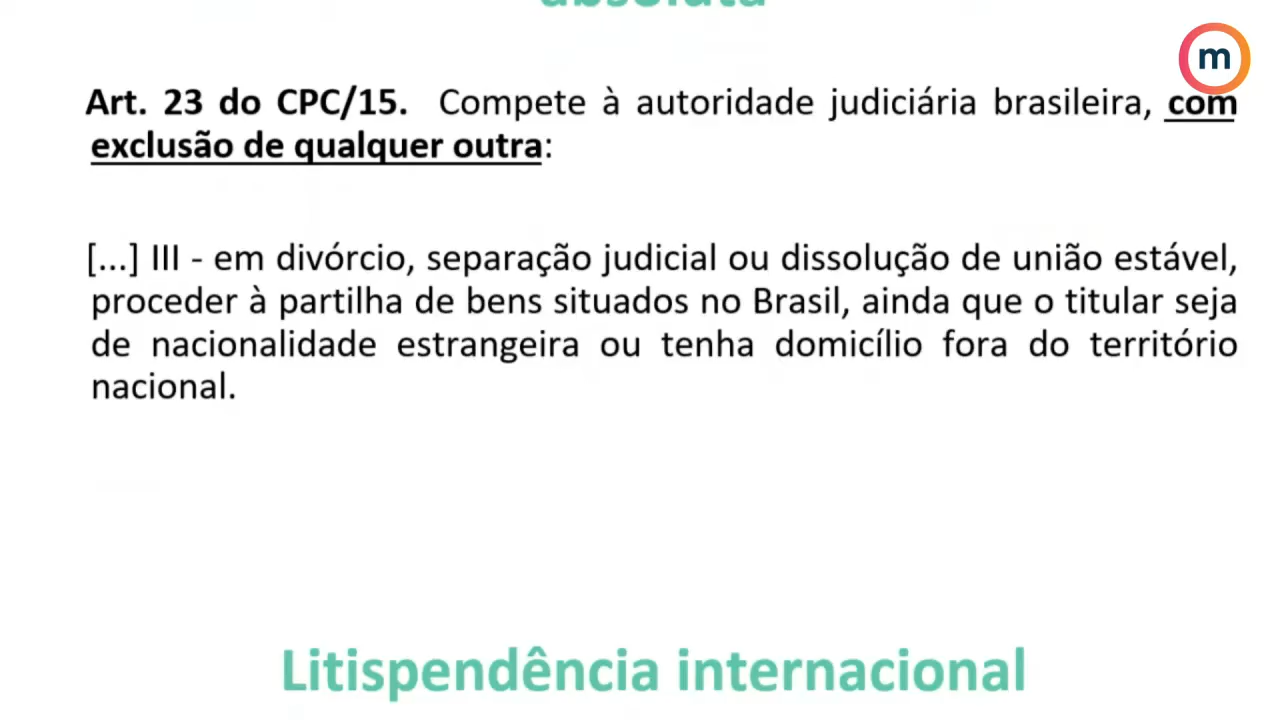 absoluta
m
Art. 23 do CPC/15. Compete à autoridade judiciária brasileira, com
exclusão de qualquer outra:
[...] III - em divórcio, separação judicial ou dissolução de união estável,
proceder à partilha de bens situados no Brasil, ainda que o titular seja
de nacionalidade estrangeira ou tenha domicílio fora do território
nacional.
Litispendência internacional